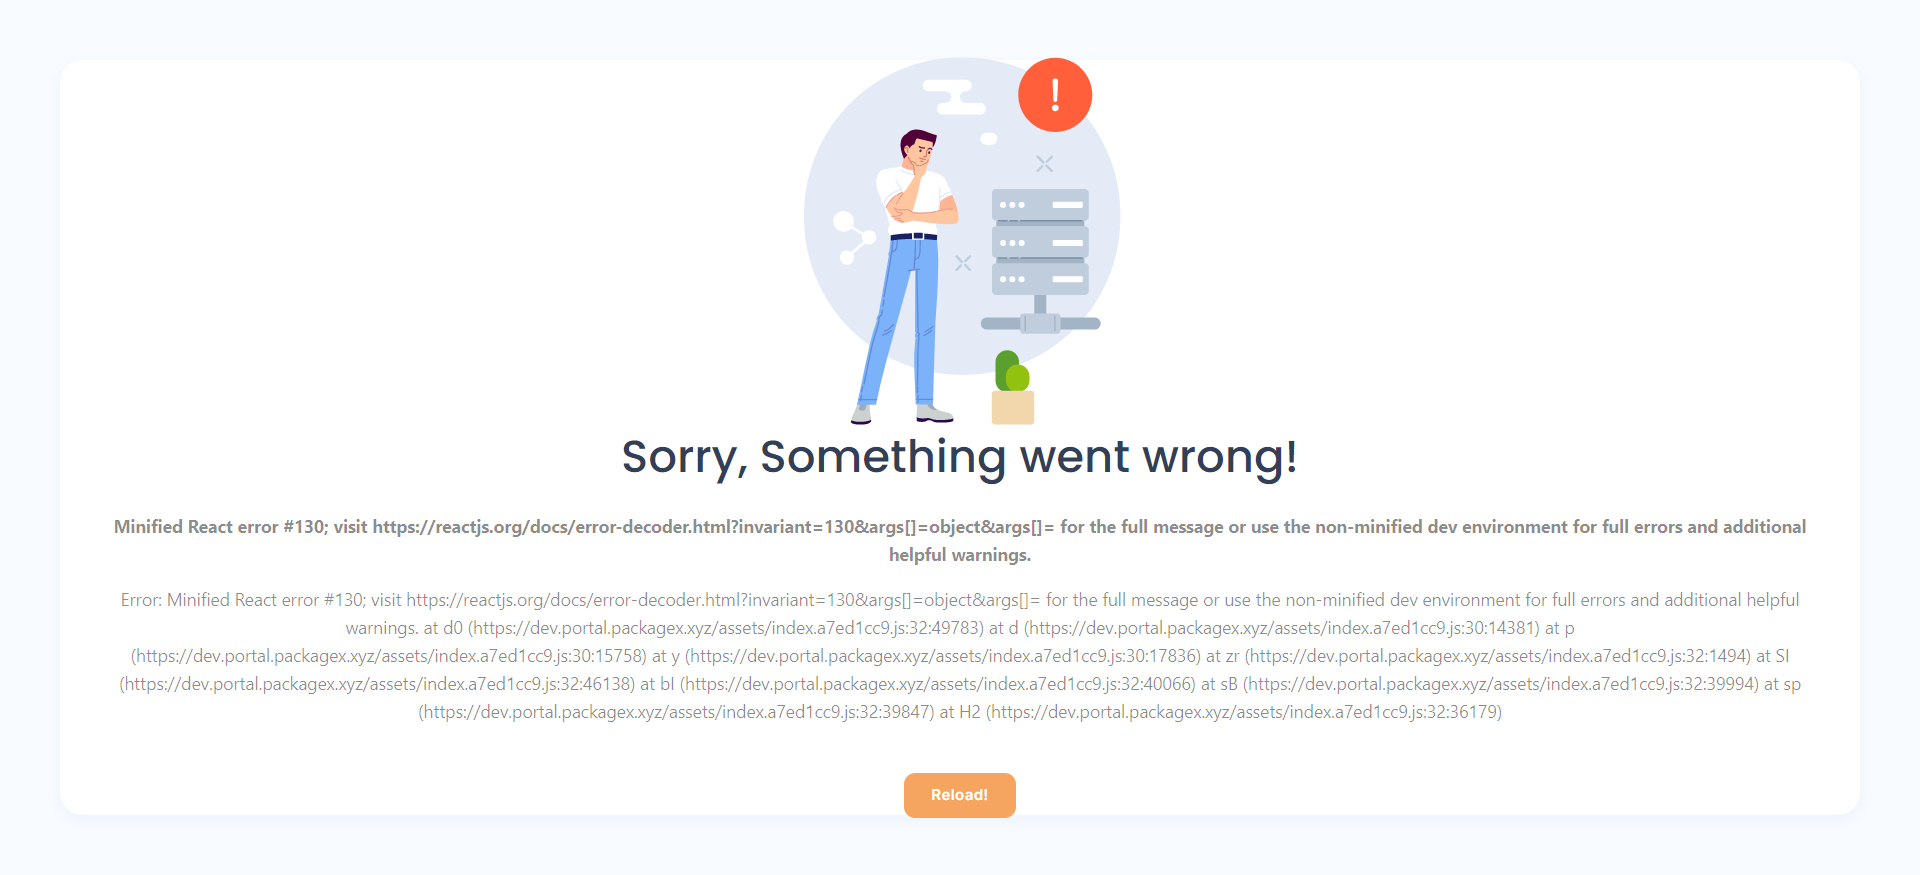 !
Sorry, Something went wrong!
Minified React error #130; visit https://reactjs.org/docs/error-decoder.html?invariant=130&args[]=object&args[]= for the full message or use the non-minified dev environment for full errors and additional
helpful warnings.
Error: Minified React error #130; visit https://reactjs.org/docs/error-decoder.html?invariant=130&args[]=object&args[]= for the full message or use the non-minified dev environment for full errors and additional helpful
warnings. at d0 (https://dev.portal.packagex.xyz/assets/index.a7ed1cc9.js:32:49783) at d (https://dev.portal.packagex.xyz/assets/index.a7ed1cc9.js:30:14381) at p
(https://dev.portal.packagex.xyz/assets/index.a7ed1cc9.js:30:15758) at y (https://dev.portal.packagex.xyz/assets/index.a7ed1cc9.js:30:17836) at zr (https://dev.portal.packagex.xyz/assets/index.a7ed1cc9.js:32:1494) at SI
(https://dev.portal.packagex.xyz/assets/index.a7ed1cc9.js:32:46138) at bI (https://dev.portal.packagex.xyz/assets/index.a7ed1cc9.js:32:40066) at sB (https://dev.portal.packagex.xyz/assets/index.a7ed1cc9.js:32:39994) at sp
(https://dev.portal.packagex.xyz/assets/index.a7ed1cc9.js:32:39847) at H2 (https://dev.portal.packagex.xyz/assets/index.a7ed1cc9.js:32:36179)
Reload!